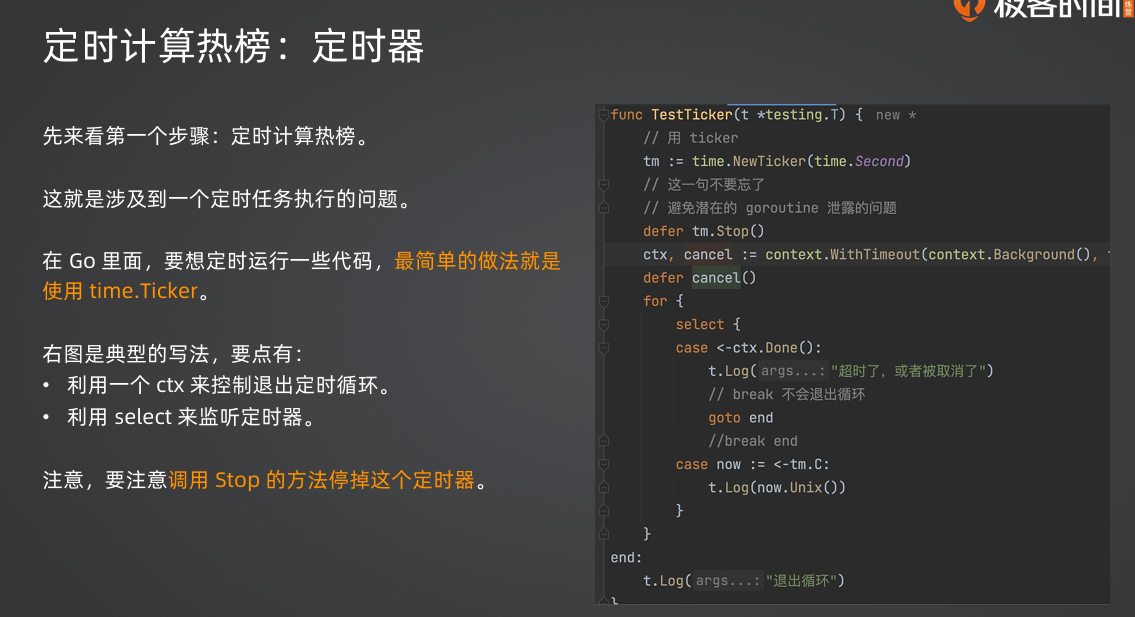 极客时间
定时计算热榜：定时器
先来看第一个步骤：定时计算热榜。
这就是涉及到一个定时任务执行的问题。
在 Go 里面，要想定时运行一些代码，最简单的做法就是
使用 time.Ticker。
右图是典型的写法，要点有：
• 利用一个 ctx 来控制退出定时循环。
• 利用 select 来监听定时器。
注意，要注意调用 Stop 的方法停掉这个定时器。
func TestTicker(t *testing.T) { new *
// 用 ticker
tm := time.NewTicker(time.Second)
// 这一句不要忘了
// 避免潜在的 goroutine 泄露的问题
defer tm.Stop()
ctx, cancel := context.WithTimeout(context.Background(),
defer cancel()
for {
select {
case <-ctx.Done():
t.Log(args...:"超时了，或者被取消了")
// break 不会退出循环
goto end
//break end
case now := <-tm.C:
t.Log(now.Unix())
}
}
end:
t.Log(args...:"退出循环")
}